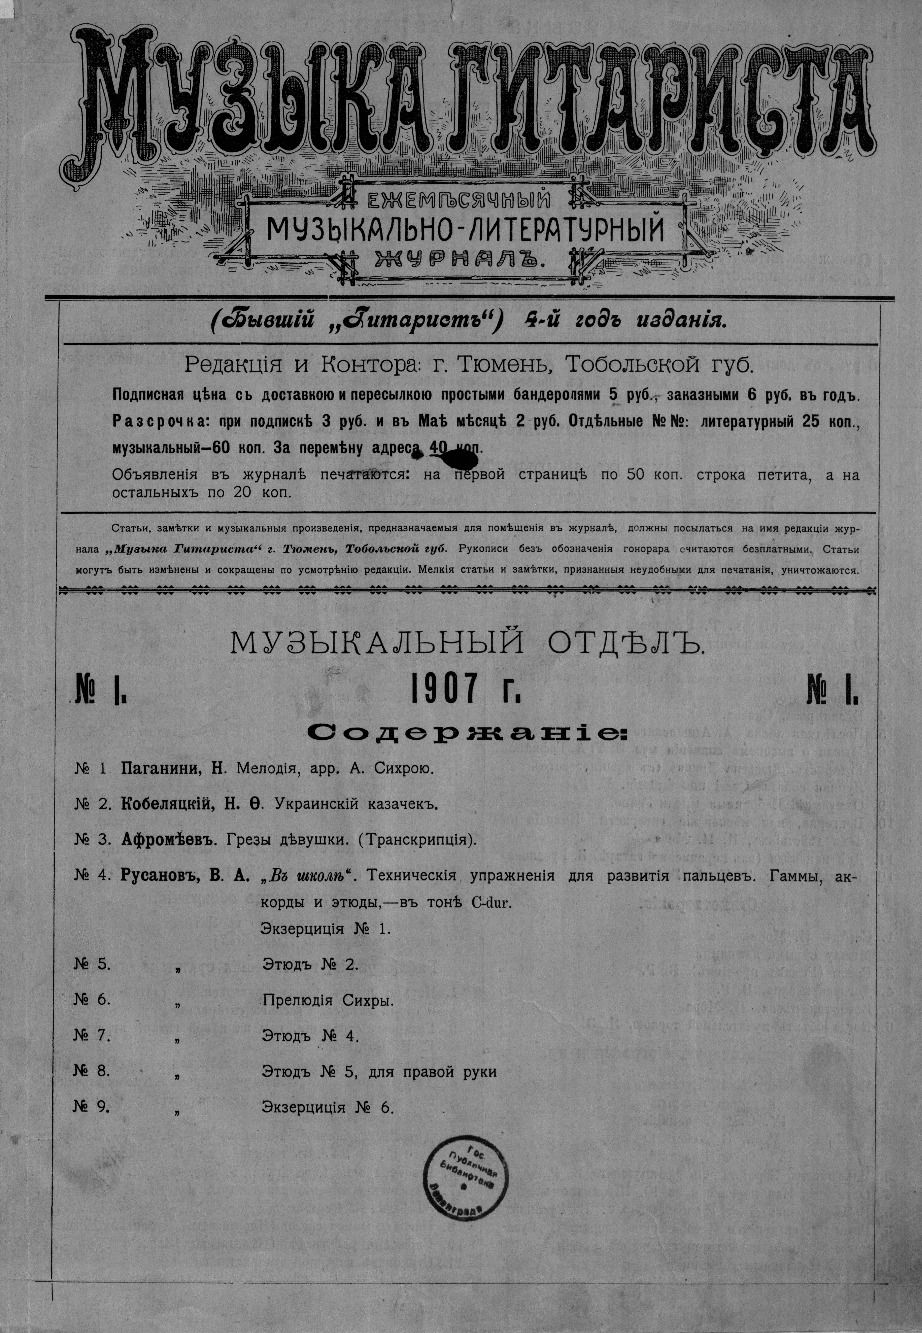 МУЗЫКА ГИТАРИСТА
ЕЖЕМѢСЯЧНЫЙ
МУЗЫКАЛЬНО-ЛИТЕРАТУРНЫЙ
ЖУРНАЛЪ.
(Бывшій „Гитаристъ“) 4-й годъ изданія.
Редакція и Контора: г. Тюмень, Тобольской губ.
Подписная цѣна съ доставкою и пересылкою простыми бандеролями 5 руб., заказными 6 руб. въ годъ.
Разсрочка: при подпискѣ 3 руб. и въ Маѣ мѣсяцѣ 2 руб. Отдѣльные №№: литературный 25 коп.,
музыкальный—60 коп. За перемѣну адреса 40 коп.
Объявленія въ журналѣ печатаются: на первой страницѣ по 50 коп. строка петита, а на
остальныхъ по 20 коп.
Статьи, замѣтки и музыкальныя произведенія, предназначаемыя для помѣщенія въ журналѣ, должны посылаться на имя редакціи жур-
нала „Музыка Гитариста“ г. Тюмень, Тобольской губ. Рукописи безъ обозначенія гонорара считаются безплатными. Статьи
могутъ быть измѣнены и сокращены по усмотрѣнію редакціи. Мелкія статьи и замѣтки, признанныя неудобными для печатанія, уничтожаются.
МУЗЫКАЛЬНЫЙ ОТДѢЛЪ.
№ I. 1907 г. № I.
Содержаніе:
№ 1 Паганини, Н. Мелодія, арр. А. Сихрою.
№ 2. Кобеляцкій, Н. Ѳ. Украинскій казачекъ.
№ 3. Афромѣевъ. Грезы дѣвушки. (Транскрипція).
№ 4. Русановъ, В. А. „Въ школѣ“. Техническія упражненія для развитія пальцевъ. Гаммы, ак-
корды и этюды,—въ тонѣ C-dur.
Экзерциція № 1.
№ 5. „ Этюдъ № 2.
№ 6. „ Прелюдія Сихры.
№ 7. „ Этюдъ № 4.
№ 8. „ Этюдъ № 5, для правой руки
№ 9. „ Экзерциція № 6.
Гос.
Публичная
Библиотека
Ленинград